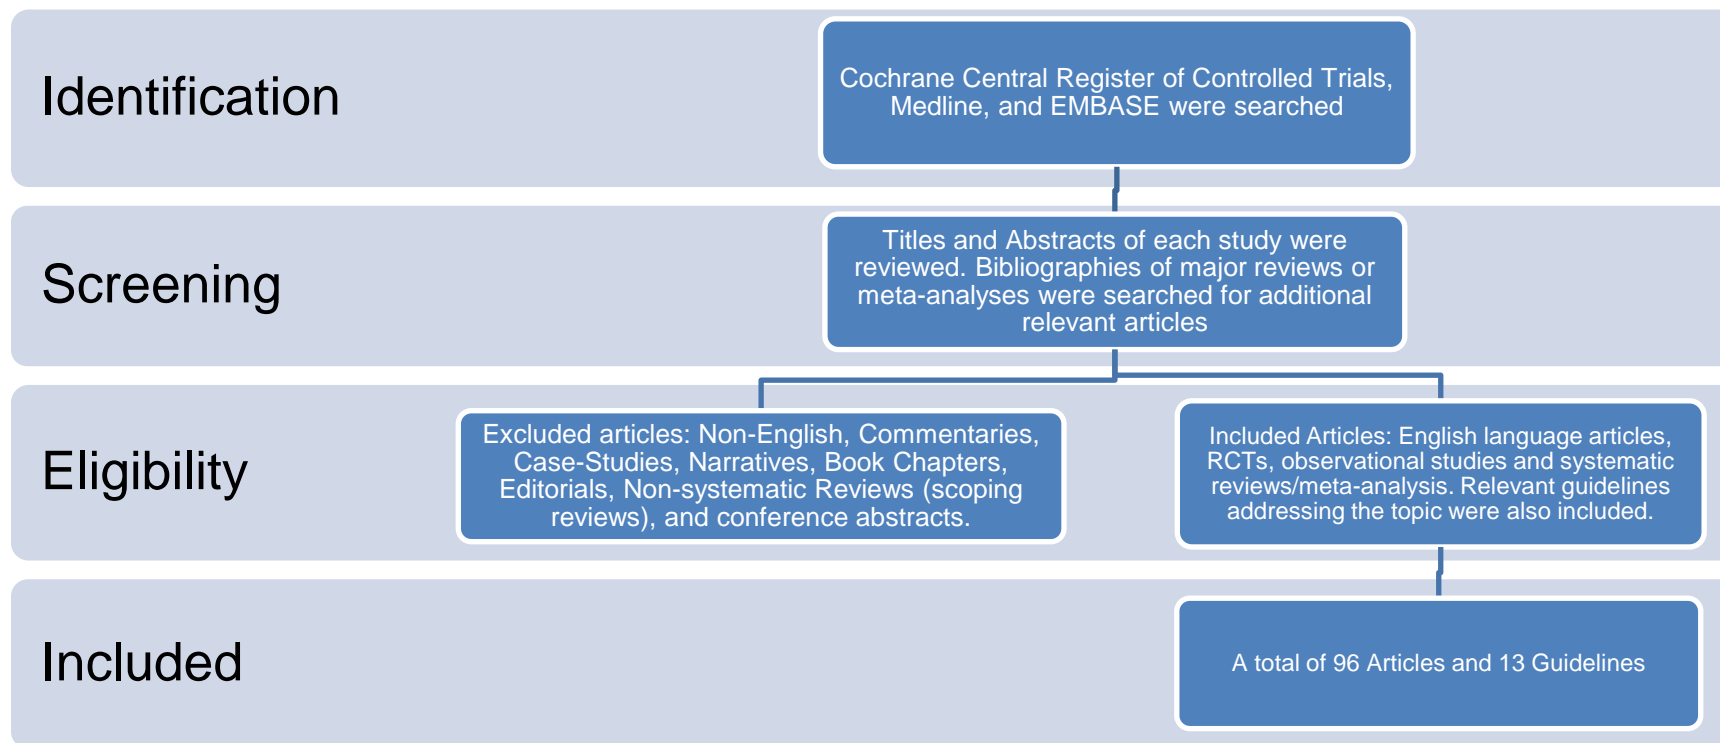 Identification
Cochrane Central Register of Controlled Trials,
Medline, and EMBASE were searched
Screening
Titles and Abstracts of each study were
reviewed. Bibliographies of major reviews or
meta-analyses were searched for additional
relevant articles
Eligibility
Excluded articles: Non-English, Commentaries,
Case-Studies, Narratives, Book Chapters,
Editorials, Non-systematic Reviews (scoping
reviews), and conference abstracts.
Included Articles: English language articles,
RCTs, observational studies and systematic
reviews/meta-analysis. Relevant guidelines
addressing the topic were also included.
Included
A total of 96 Articles and 13 Guidelines